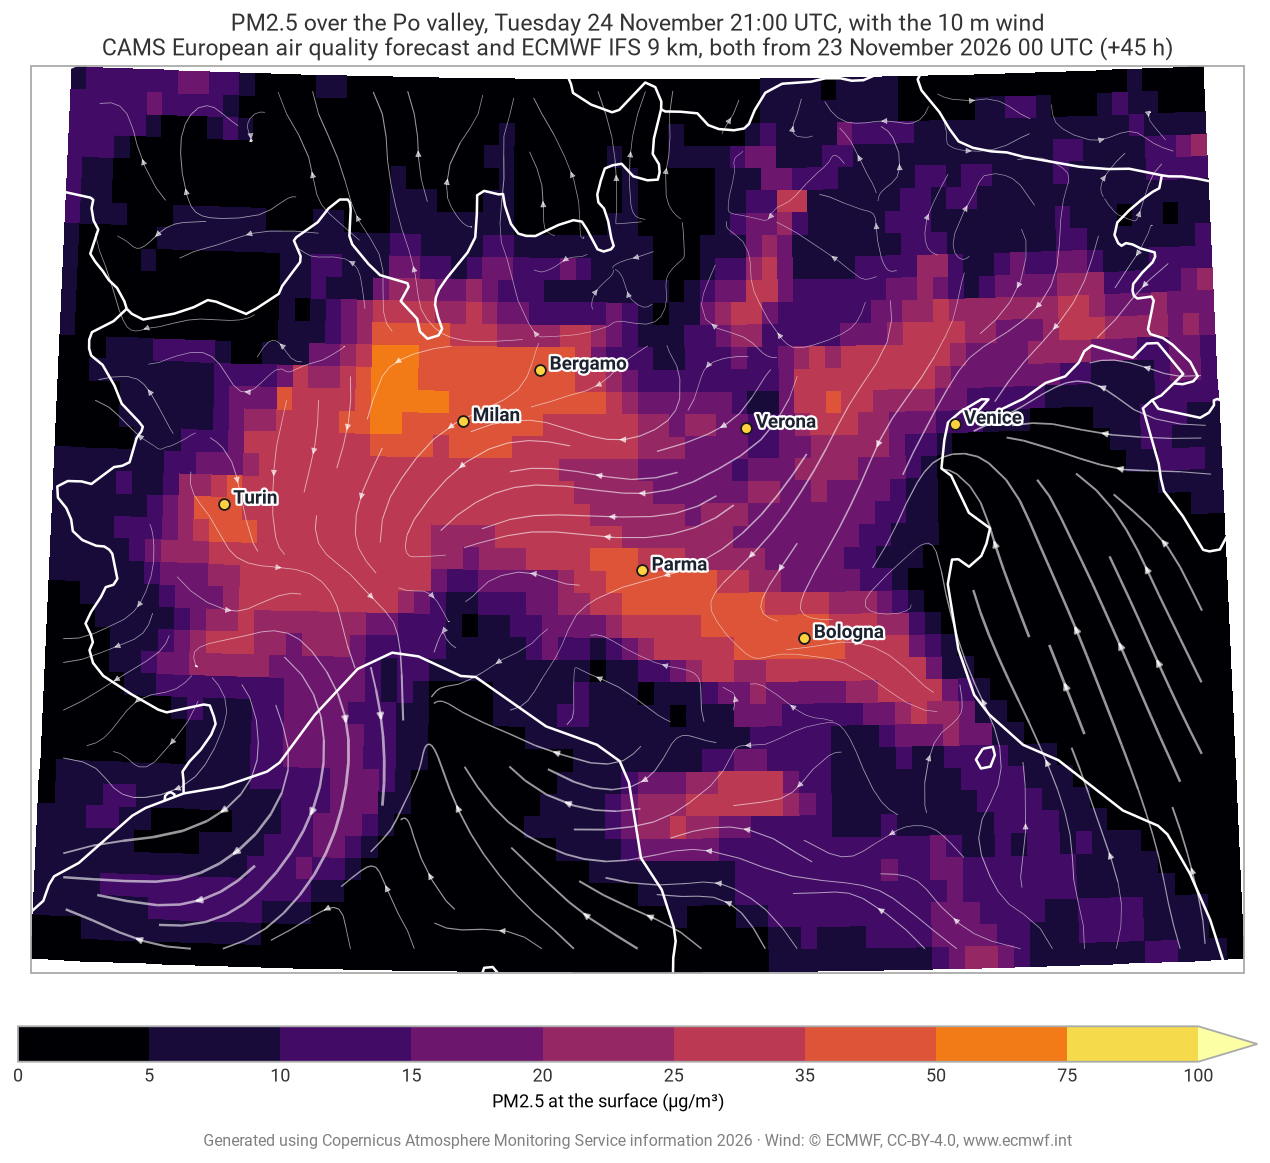 PM2.5 over the Po valley, Tuesday 24 November 21:00 UTC, with the 10 m wind
CAMS European air quality forecast and ECMWF IFS 9 km, both from 23 November 2026 00 UTC (+45 h)
Bergamo
Milan
Verona
Venice
Turin
Parma
Bologna
0 5 10 15 20 25 35 50 75 100
PM2.5 at the surface (µg/m³)
Generated using Copernicus Atmosphere Monitoring Service information 2026 · Wind: © ECMWF, CC-BY-4.0, www.ecmwf.int